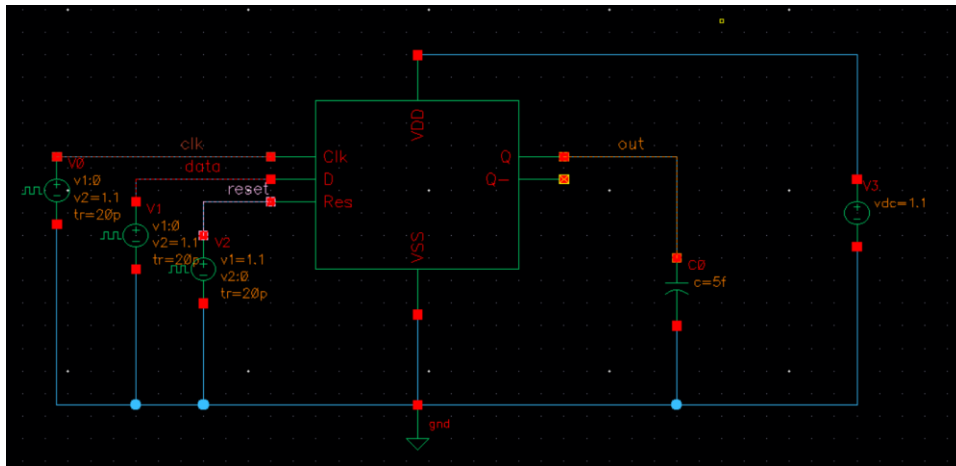 VDD
clk
Clk
Q
out
V0
data
D
Q-
v1:0
v2=1.1
tr=20p
reset
Res
V3
vdc=1.1
V1
v1:0
v2=1.1
tr=20p
V2
v1=1.1
v2:0
tr=20p
VSS
C0
c=5f
gnd